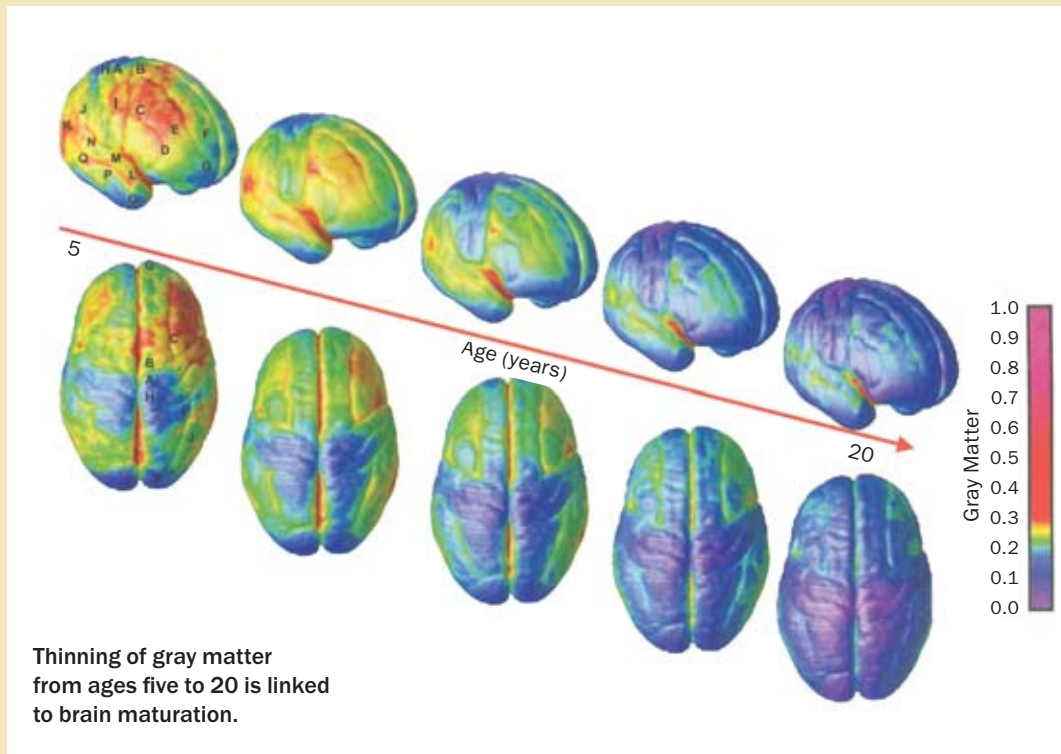 H A B
J I C
K E F
N D
Q M G
P L
O
5
G
C
B
A
H
J
Age (years)
20
1.0
0.9
0.8
0.7
0.6
0.5
0.4
0.3
0.2
0.1
0.0
Gray Matter
Thinning of gray matter
from ages five to 20 is linked
to brain maturation.